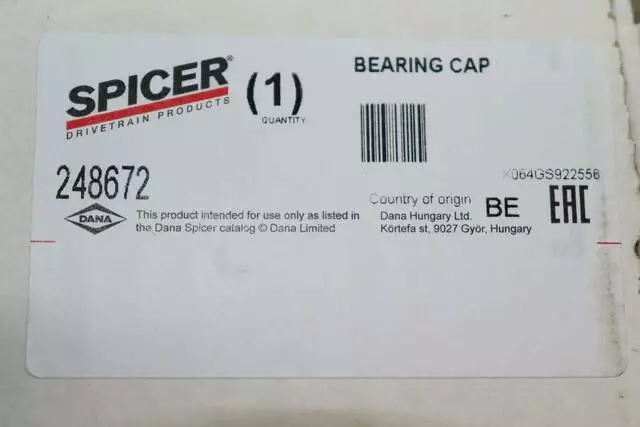 SPICER®
DRIVETRAIN PRODUCTS
(1)
QUANTITY
BEARING CAP
248672
X064GS922556
DANA
This product intended for use only as listed in
the Dana Spicer catalog © Dana Limited
Country of origin BE
Dana Hungary Ltd.
Körtefa st, 9027 Győr, Hungary
EAC